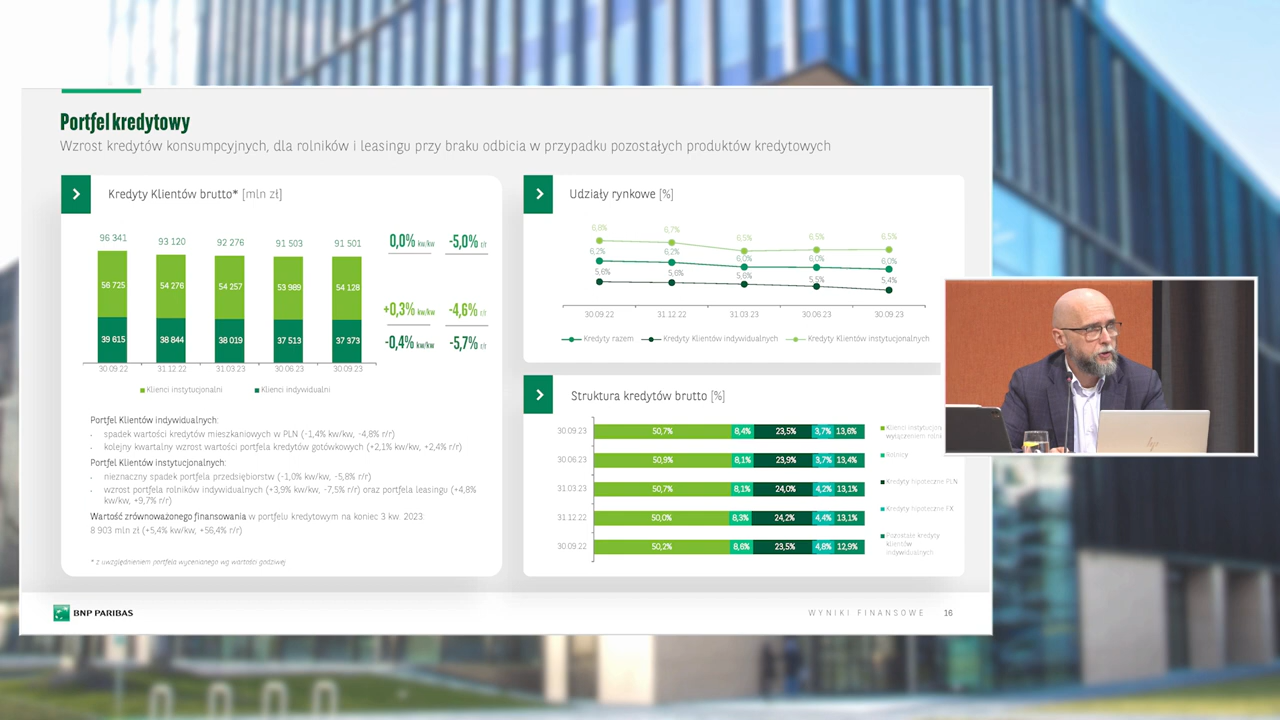 Portfel kredytowy
Wzrost kredytów konsumpcyjnych, dla rolników i leasingu przy braku odbicia w przypadku pozostałych produktów kredytowych
Kredyty Klientów brutto* [mln zł]
96 341 93 120 92 276 91 503 91 501
56 725 54 276 54 257 53 989 54 128
39 615 38 844 38 019 37 513 37 373
30 09 22 31.12.22 31.03 23 30 06 23 30 09 23
Klienci instytucjonalni Klienci indywidualni
0,0% kw/kw -5,0% r/r
+0,3% kw/kw -4,6% r/r
-0,4% kw/kw -5,7% r/r
Portfel Klientów indywidualnych:
• spadek wartości kredytów mieszkaniowych w PLN (-1,4% kw/kw, -4,8% r/r)
• kolejny kwartalny wzrost wartości portfela kredytów gotówkowych (+2,1% kw/kw, +2,4% r/r)
Portfel Klientów Instytucjonalnych:
• nieznaczny spadek portfela przedsiębiorstw (-1,0% kw/kw, -5,8% r/r)
• wzrost portfela rolników indywidualnych (+3,9% kw/kw, -7,5% r/r) oraz portfela leasingu (+4,8%
kw/kw, +9,7% r/r)
Wartość zrównoważonego finansowania w portfelu kredytowym na koniec 3 kw 2023
8 903 mln zł (+5,4% kw/kw, +56,4% r/r)
* z uwzględnieniem portfela wycenianego wg wartości godziwej
Udziały rynkowe [%]
6,8% 6,7% 6,5% 6,5% 6,5%
6,2% 6,2% 6,0% 6,0% 6,0%
5,6% 5,6% 5,6% 5,5% 5,4%
30.09.22 31.12.22 31.03.23 30.06.23 30.09.23
Kredyty razem Kredyty Klientów indywidualnych Kredyty Klientów instytucjonalnych
Struktura kredytów brutto [%]
30.09.23 50,7% 8,4% 23,5% 3,7% 13,6%
30.06.23 50,9% 8,1% 23,9% 3,7% 13,4%
31.03.23 50,7% 8,1% 24,0% 4,2% 13,1%
31.12.22 50,0% 8,3% 24,2% 4,4% 13,1%
30.09.22 50,2% 8,6% 23,5% 4,8% 12,9%
Klienci instytucjon
wyłączeniem rolni
Rolnicy
Kredyty hipoteczne PLN
Kredyty hipoteczne FX
Pozostałe kredyty
klientów
indywidualnych
BNP PARIBAS
WYNIKI FINANSOWE 16
hp